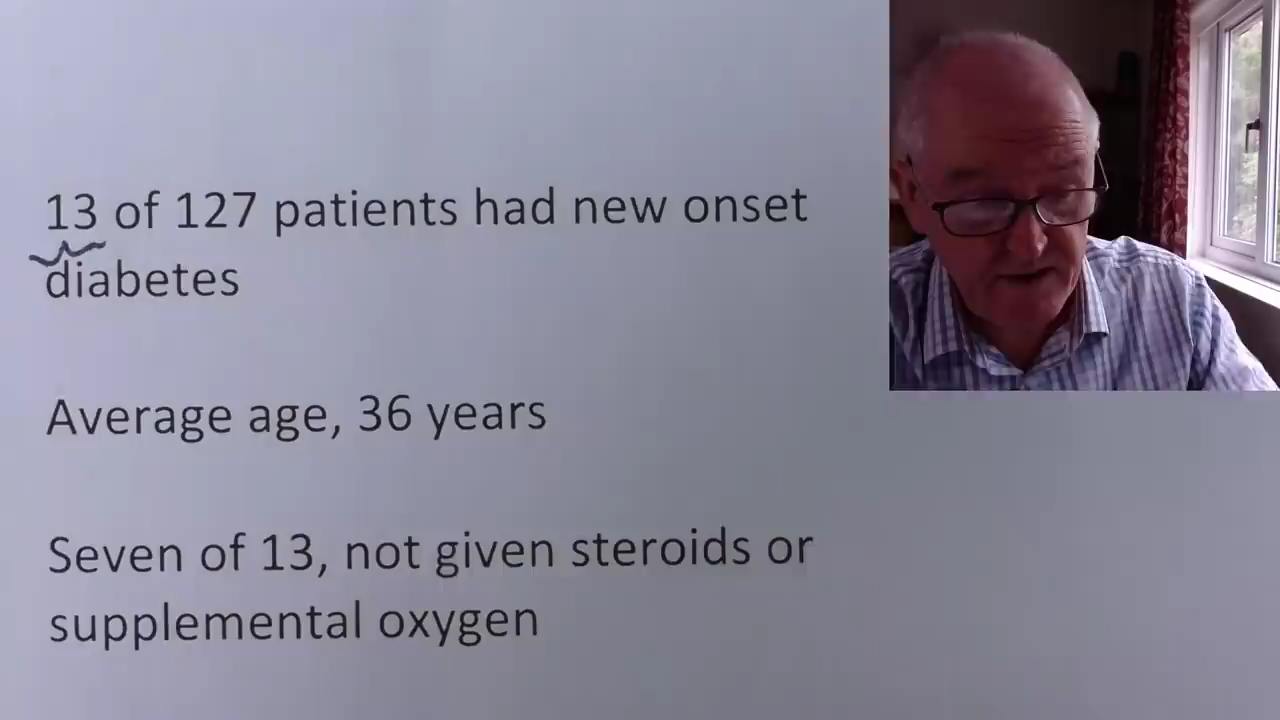 13 of 127 patients had new onset
diabetes
Average age, 36 years
Seven of 13, not given steroids or
supplemental oxygen